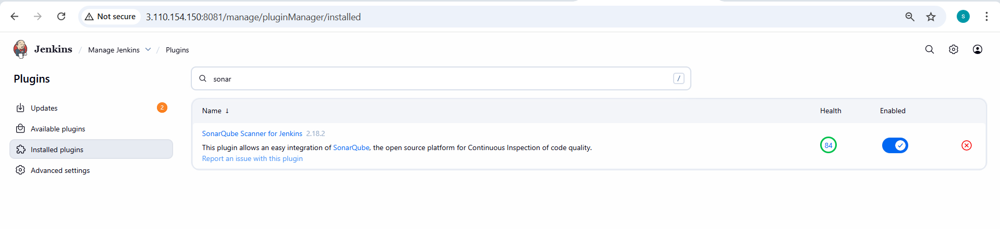 Not secure 3.110.154.150:8081/manage/pluginManager/installed S
Jenkins / Manage Jenkins / Plugins
Plugins
sonar /
Updates 2
Available plugins
Installed plugins
Advanced settings
Name ↓ Health Enabled
SonarQube Scanner for Jenkins 2.18.2
This plugin allows an easy integration of SonarQube, the open source platform for Continuous Inspection of code quality.
Report an issue with this plugin
84